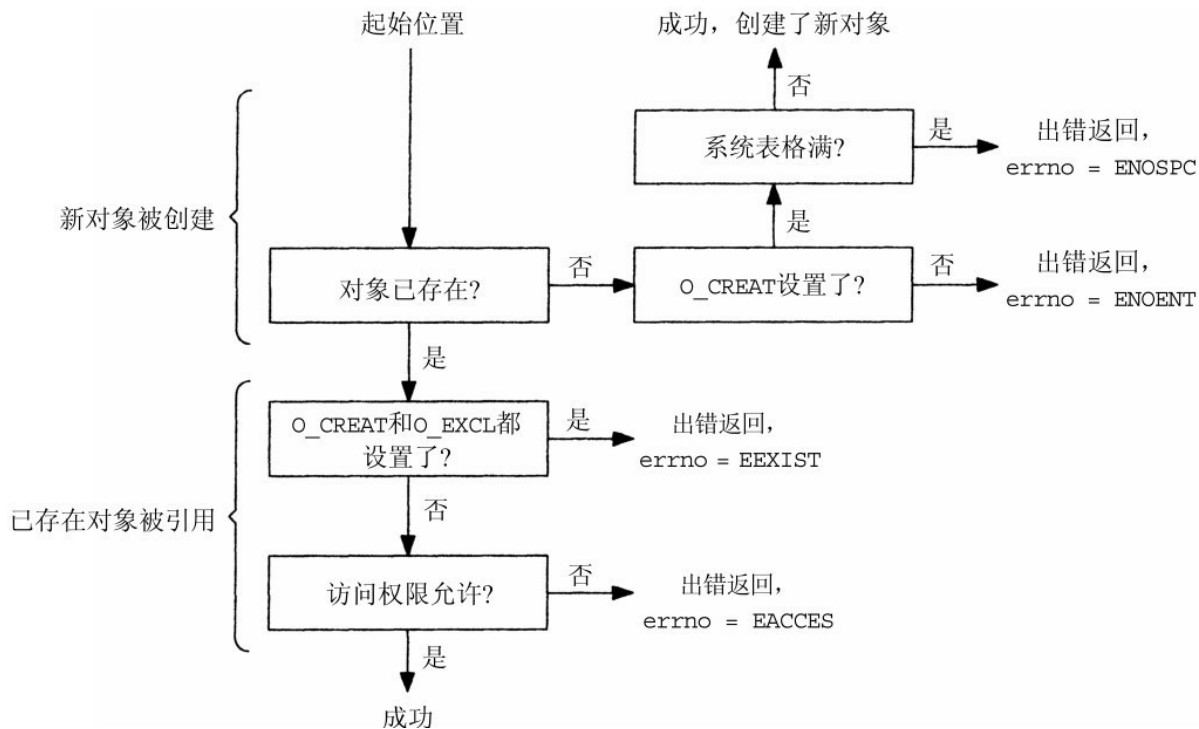 起始位置
成功，创建了新对象
否
系统表格满?
是
出错返回，
errno = ENOSPC
新对象被创建
是
对象已存在?
否
O_CREAT设置了?
否
出错返回，
errno = ENOENT
是
O_CREAT和O_EXCL都
设置了?
是
出错返回，
errno = EEXIST
已存在对象被引用
否
访问权限允许?
否
出错返回，
errno = EACCES
是
成功